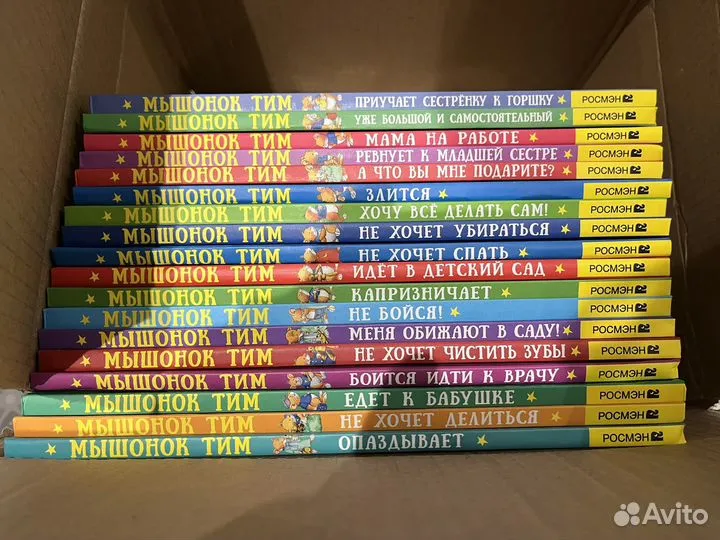 МЫШОНОК ТИМ ПРИУЧАЕТ СЕСТРЁНКУ К ГОРШКУ РОСМЭН
МЫШОНОК ТИМ УЖЕ БОЛЬШОЙ И САМОСТОЯТЕЛЬНЫЙ РОСМЭН
МЫШОНОК ТИМ МАМА НА РАБОТЕ РОСМЭН
МЫШОНОК ТИМ РЕВНУЕТ К МЛАДШЕЙ СЕСТРЕ РОСМЭН
МЫШОНОК ТИМ А ЧТО ВЫ МНЕ ПОДАРИТЕ? РОСМЭН
МЫШОНОК ТИМ ЗЛИТСЯ РОСМЭН
МЫШОНОК ТИМ ХОЧУ ВСЁ ДЕЛАТЬ САМ! РОСМЭН
МЫШОНОК ТИМ НЕ ХОЧЕТ УБИРАТЬСЯ РОСМЭН
МЫШОНОК ТИМ НЕ ХОЧЕТ СПАТЬ РОСМЭН
МЫШОНОК ТИМ ИДЁТ В ДЕТСКИЙ САД РОСМЭН
МЫШОНОК ТИМ КАПРИЗНИЧАЕТ РОСМЭН
МЫШОНОК ТИМ НЕ БОЙСЯ! РОСМЭН
МЫШОНОК ТИМ МЕНЯ ОБИЖАЮТ В САДУ! РОСМЭН
МЫШОНОК ТИМ НЕ ХОЧЕТ ЧИСТИТЬ ЗУБЫ РОСМЭН
МЫШОНОК ТИМ БОИТСЯ ИДТИ К ВРАЧУ РОСМЭН
МЫШОНОК ТИМ ЕДЕТ К БАБУШКЕ РОСМЭН
МЫШОНОК ТИМ НЕ ХОЧЕТ ДЕЛИТЬСЯ РОСМЭН
МЫШОНОК ТИМ ОПАЗДЫВАЕТ РОСМЭН
Avito